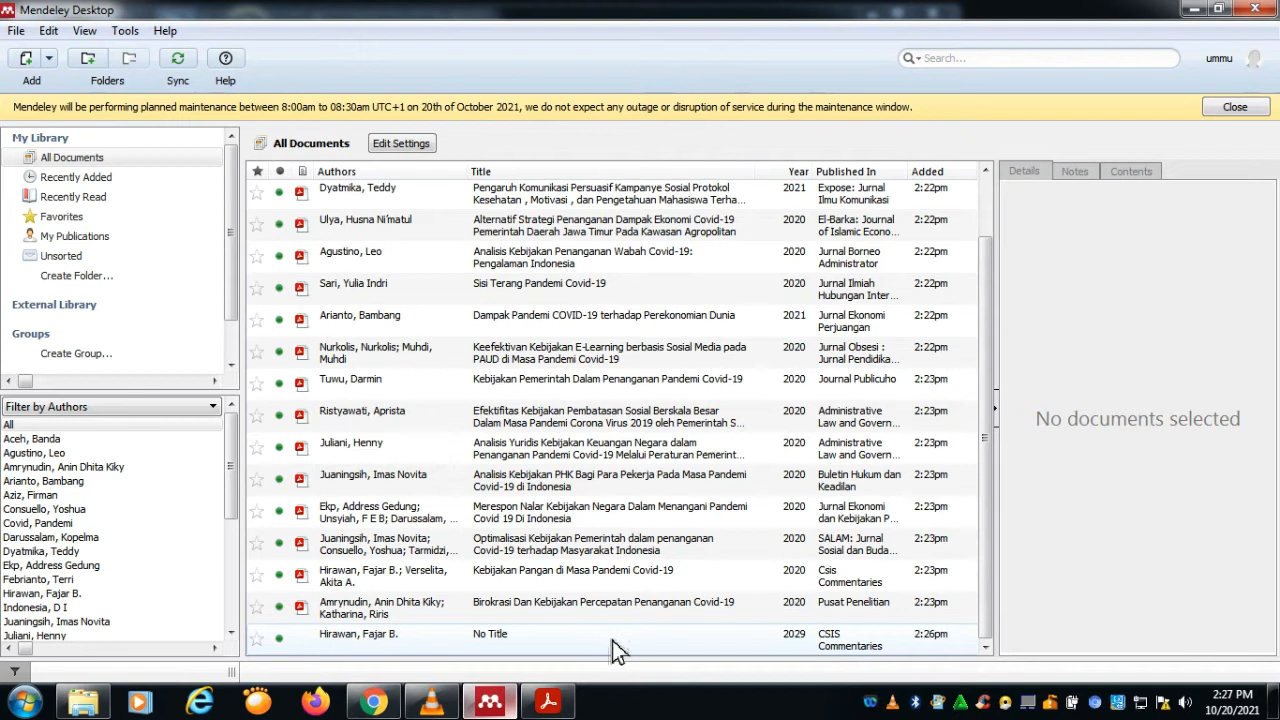 Mendeley Desktop
File Edit View Tools Help
Add Folders Sync Help
Search...
ummu
Mendeley will be performing planned maintenance between 8:00am to 08:30am UTC+1 on 20th of October 2021, we do not expect any outage or disruption of service during the maintenance window.
Close
My Library
All Documents
Recently Added
Recently Read
Favorites
My Publications
Unsorted
Create Folder...
External Library
Groups
Create Group...
Filter by Authors
All
Aceh, Banda
Agustino, Leo
Amrynudin, Anin Dhita Kiky
Arianto, Bambang
Aziz, Firman
Consuello, Yoshua
Covid, Pandemi
Darussalam, Kopelma
Dyatmika, Teddy
Ekp, Address Gedung
Febrianto, Terri
Hirawan, Fajar B.
Indonesia, D I
Juaningsih, Imas Novita
Juliani, Henny
All Documents
Edit Settings
Authors Title Year Published In Added
Dyatmika, Teddy Pengaruh Komunikasi Persuasif Kampanye Sosial Protokol 2021 Expose: Jurnal 2:22pm
Kesehatan , Motivasi , dan Pengetahuan Mahasiswa Terha... Ilmu Komunikasi
Ulya, Husna Ni'matul Alternatif Strategi Penanganan Dampak Ekonomi Covid-19 2020 El-Barka: Journal 2:22pm
Pemerintah Daerah Jawa Timur Pada Kawasan Agropolitan of Islamic Econo...
Agustino, Leo Analisis Kebijakan Penanganan Wabah Covid-19: 2020 Jurnal Borneo 2:22pm
Pengalaman Indonesia Administrator
Sari, Yulia Indri Sisi Terang Pandemi Covid-19 2020 Jurnal Ilmiah 2:22pm
Hubungan Inter...
Arianto, Bambang Dampak Pandemi COVID-19 terhadap Perekonomian Dunia 2021 Jurnal Ekonomi 2:22pm
Perjuangan
Nurkolis, Nurkolis; Muhdi, Keefektivan Kebijakan E-Learning berbasis Sosial Media pada 2020 Jurnal Obsesi : 2:22pm
Muhdi PAUD di Masa Pandemi Covid-19 Jurnal Pendidika...
Tuwu, Darmin Kebijakan Pemerintah Dalam Penanganan Pandemi Covid-19 2020 Journal Publicuho 2:23pm
Ristyawati, Aprista Efektifitas Kebijakan Pembatasan Sosial Berskala Besar 2020 Administrative 2:23pm
Dalam Masa Pandemi Corona Virus 2019 oleh Pemerintah S... Law and Govern...
Juliani, Henny Analisis Yuridis Kebijakan Keuangan Negara dalam 2020 Administrative 2:23pm
Penanganan Pandemi Covid-19 Melalui Peraturan Pemerint... Law and Govern...
Juaningsih, Imas Novita Analisis Kebijakan PHK Bagi Para Pekerja Pada Masa Pandemi 2020 Buletin Hukum dan 2:23pm
Covid-19 di Indonesia Keadilan
Ekp, Address Gedung; Merespon Nalar Kebijakan Negara Dalam Menangani Pandemi 2020 Jurnal Ekonomi 2:23pm
Unsyiah, F E B; Darussalam, ... Covid 19 Di Indonesia dan Kebijakan P...
Juaningsih, Imas Novita; Optimalisasi Kebijakan Pemerintah dalam penanganan 2020 SALAM: Jurnal 2:23pm
Consuello, Yoshua; Tarmidzi,... Covid-19 terhadap Masyarakat Indonesia Sosial dan Buda...
Hirawan, Fajar B.; Verselita, Kebijakan Pangan di Masa Pandemi Covid-19 2020 Csis 2:23pm
Akita A. Commentaries
Amrynudin, Anin Dhita Kiky; Birokrasi Dan Kebijakan Percepatan Penanganan Covid-19 2020 Pusat Penelitian 2:23pm
Katharina, Riris
Hirawan, Fajar B. No Title 2029 CSIS 2:26pm
Commentaries
Details Notes Contents
No documents selected
2:27 PM
10/20/2021